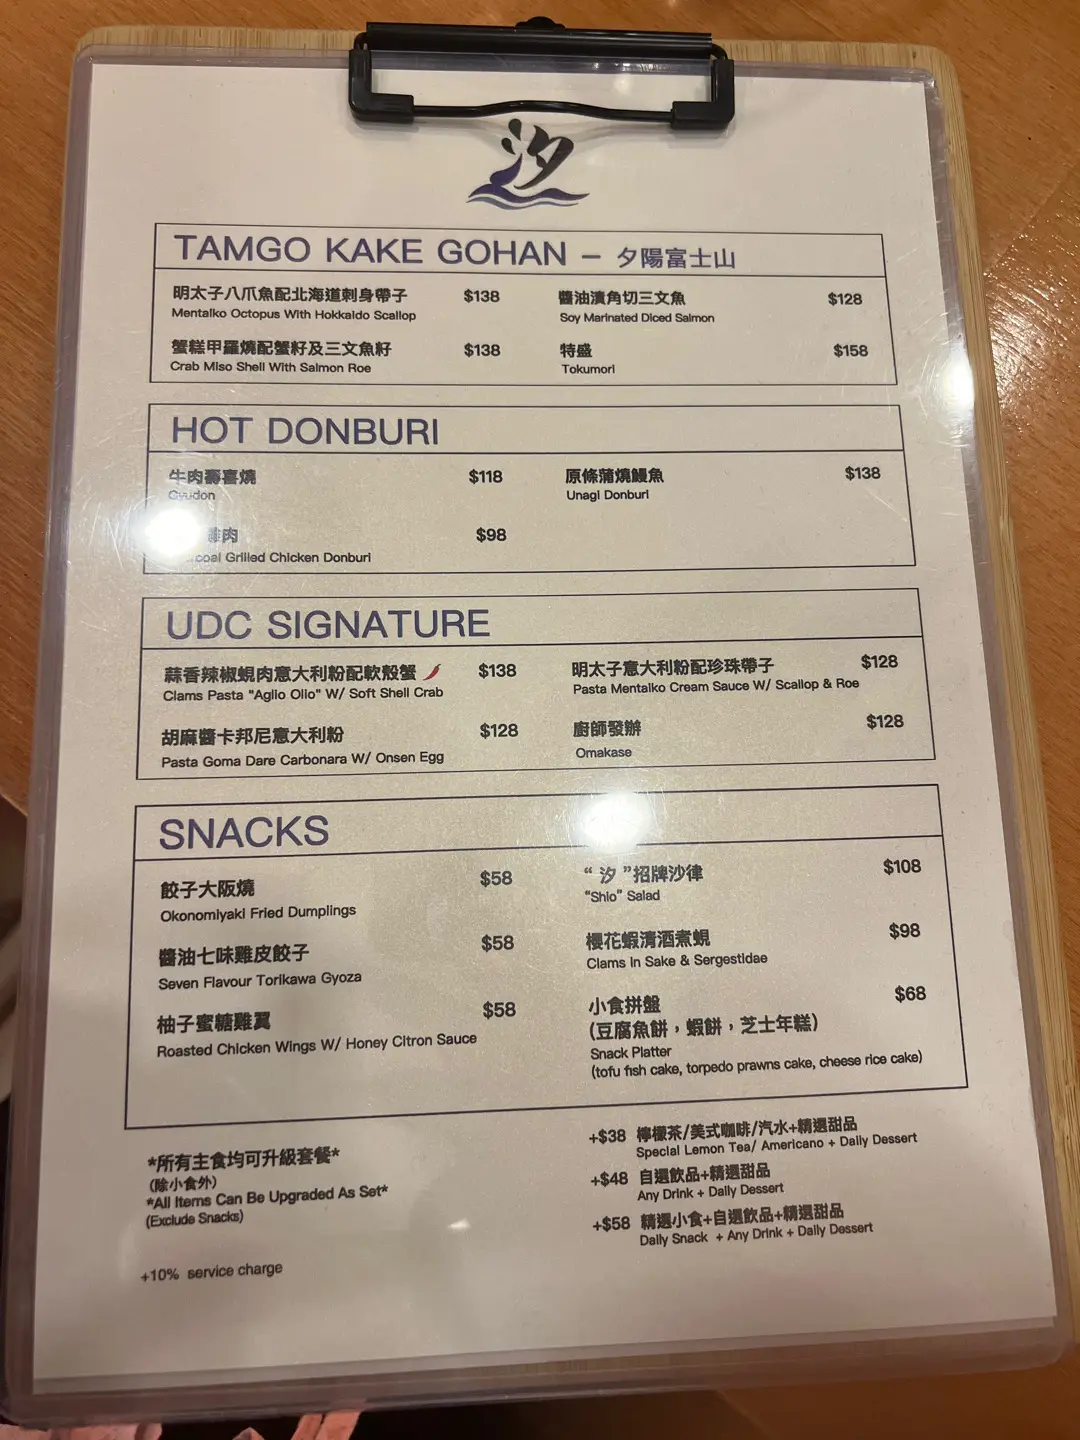 汐
TAMGO KAKE GOHAN – 夕陽富士山
明太子八爪魚配北海道刺身帶子 $138
Mentaiko Octopus With Hokkaido Scallop
醬油漬角切三文魚 $128
Soy Marinated Diced Salmon
蟹糕甲羅燒配蟹籽及三文魚籽 $138
Crab Miso Shell With Salmon Roe
特盛 $158
Tokumori
HOT DONBURI
牛肉壽喜燒 $118
Gyudon
原條蒲燒鰻魚 $138
Unagi Donburi
雞肉 $98
Grilled Chicken Donburi
UDC SIGNATURE
蒜香辣椒蜆肉意大利粉配軟殼蟹 $138
Clams Pasta "Aglio Olio" W/ Soft Shell Crab
明太子意大利粉配珍珠帶子 $128
Pasta Mentaiko Cream Sauce W/ Scallop & Roe
胡麻醬卡邦尼意大利粉 $128
Pasta Goma Dare Carbonara W/ Onsen Egg
廚師發辦 $128
Omakase
SNACKS
餃子大阪燒 $58
Okonomiyaki Fried Dumplings
“ 汐 ”招牌沙律 $108
"Shio" Salad
醬油七味雞皮餃子 $58
Seven Flavour Torikawa Gyoza
櫻花蝦清酒煮蜆 $98
Clams In Sake & Sergestidae
柚子蜜糖雞翼 $58
Roasted Chicken Wings W/ Honey Citron Sauce
小食拼盤 $68
(豆腐魚餅，蝦餅，芝士年糕)
Snack Platter
(tofu fish cake, torpedo prawns cake, cheese rice cake)
*所有主食均可升級套餐*
(除小食外)
*All Items Can Be Upgraded As Set*
(Exclude Snacks)
+10% service charge
+$38 檸檬茶/美式咖啡/汽水+精選甜品
Special Lemon Tea/ Americano + Daily Dessert
+$48 自選飲品+精選甜品
Any Drink + Daily Dessert
+$58 精選小食+自選飲品+精選甜品
Daily Snack + Any Drink + Daily Dessert